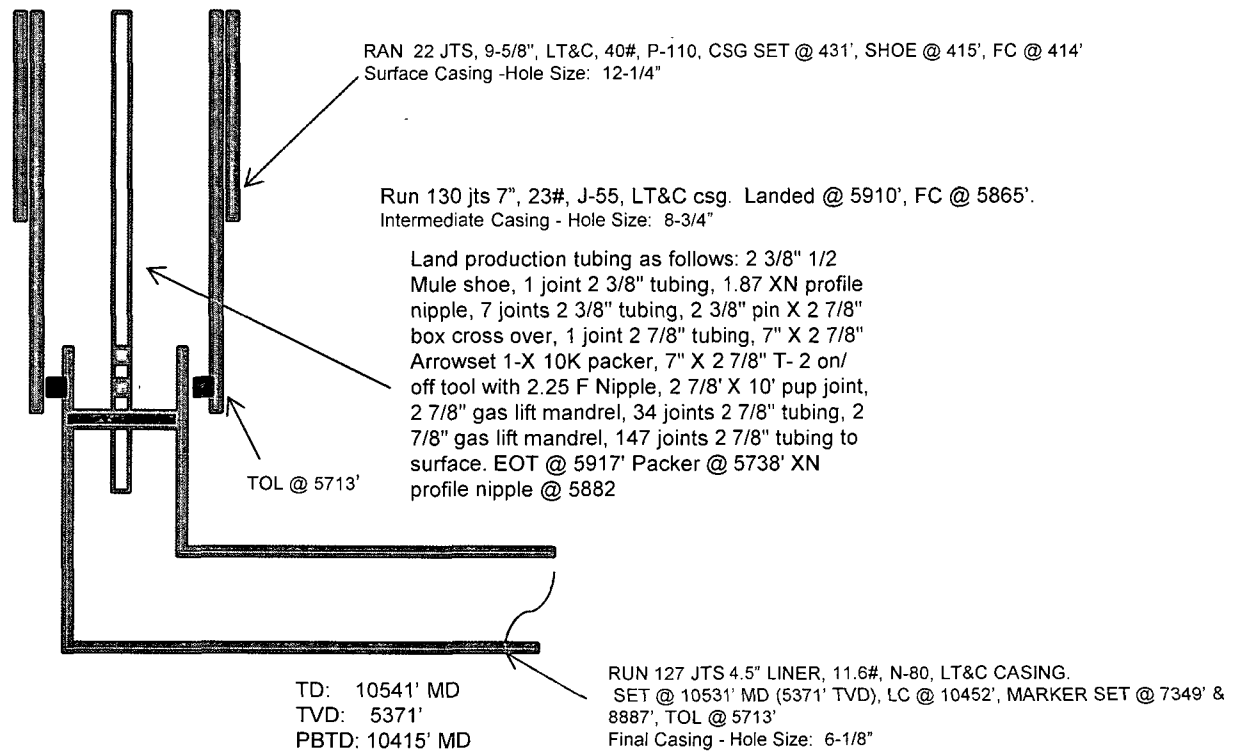 RAN 22 JTS, 9-5/8", LT&C, 40#, P-110, CSG SET @ 431', SHOE @ 415', FC @ 414'
Surface Casing -Hole Size: 12-1/4"
Run 130 jts 7", 23#, J-55, LT&C csg. Landed @ 5910', FC @ 5865'.
Intermediate Casing - Hole Size: 8-3/4"
Land production tubing as follows: 2 3/8" 1/2
Mule shoe, 1 joint 2 3/8" tubing, 1.87 XN profile
nipple, 7 joints 2 3/8" tubing, 2 3/8" pin X 2 7/8"
box cross over, 1 joint 2 7/8" tubing, 7" X 2 7/8"
Arrowset 1-X 10K packer, 7" X 2 7/8" T- 2 on/
off tool with 2.25 F Nipple, 2 7/8' X 10' pup joint,
2 7/8" gas lift mandrel, 34 joints 2 7/8" tubing, 2
7/8" gas lift mandrel, 147 joints 2 7/8" tubing to
surface. EOT @ 5917' Packer @ 5738' XN
profile nipple @ 5882
TOL @ 5713'
TD: 10541' MD
TVD: 5371'
PBTD: 10415' MD
RUN 127 JTS 4.5" LINER, 11.6#, N-80, LT&C CASING.
SET @ 10531' MD (5371' TVD), LC @ 10452', MARKER SET @ 7349' &
8887', TOL @ 5713'
Final Casing - Hole Size: 6-1/8"